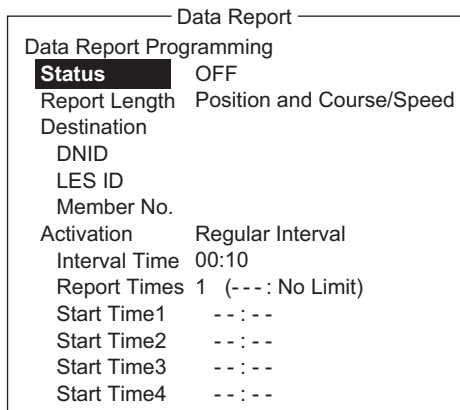 Data Report
Data Report Programming
Status OFF
Report Length Position and Course/Speed
Destination
DNID
LES ID
Member No.
Activation Regular Interval
Interval Time 00:10
Report Times 1 (---: No Limit)
Start Time1 --:--
Start Time2 --:--
Start Time3 --:--
Start Time4 --:--